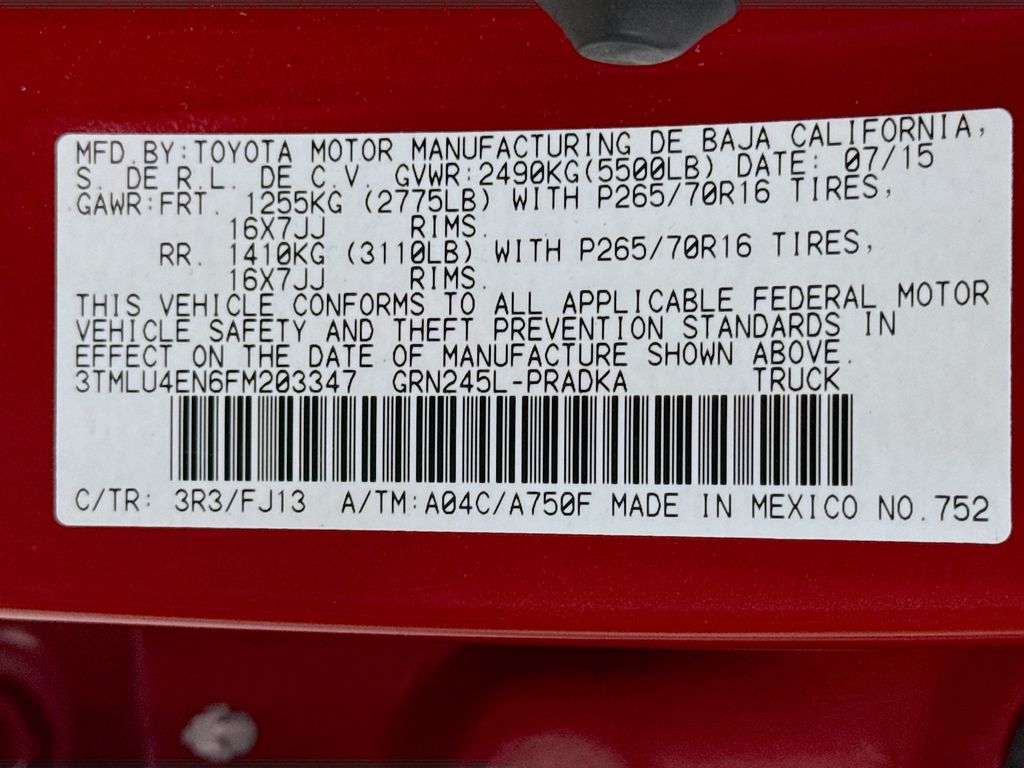 MFD.BY:TOYOTA MOTOR MANUFACTURING DE BAJA CALIFORNIA,
S. DE R.L. DE C.V. GVWR:2490KG(5500LB) DATE: 07/15
GAWR:FRT. 1255KG (2775LB) WITH P265/70R16 TIRES,
16X7JJ RIMS.
RR. 1410KG (3110LB) WITH P265/70R16 TIRES,
16X7JJ RIMS.
THIS VEHICLE CONFORMS TO ALL APPLICABLE FEDERAL MOTOR
VEHICLE SAFETY AND THEFT PREVENTION STANDARDS IN
EFFECT ON THE DATE OF MANUFACTURE SHOWN ABOVE.
3TMLU4EN6FM203347 GRN245L-PRADKA TRUCK
C/TR: 3R3/FJ13 A/TM:A04C/A750F MADE IN MEXICO NO.752